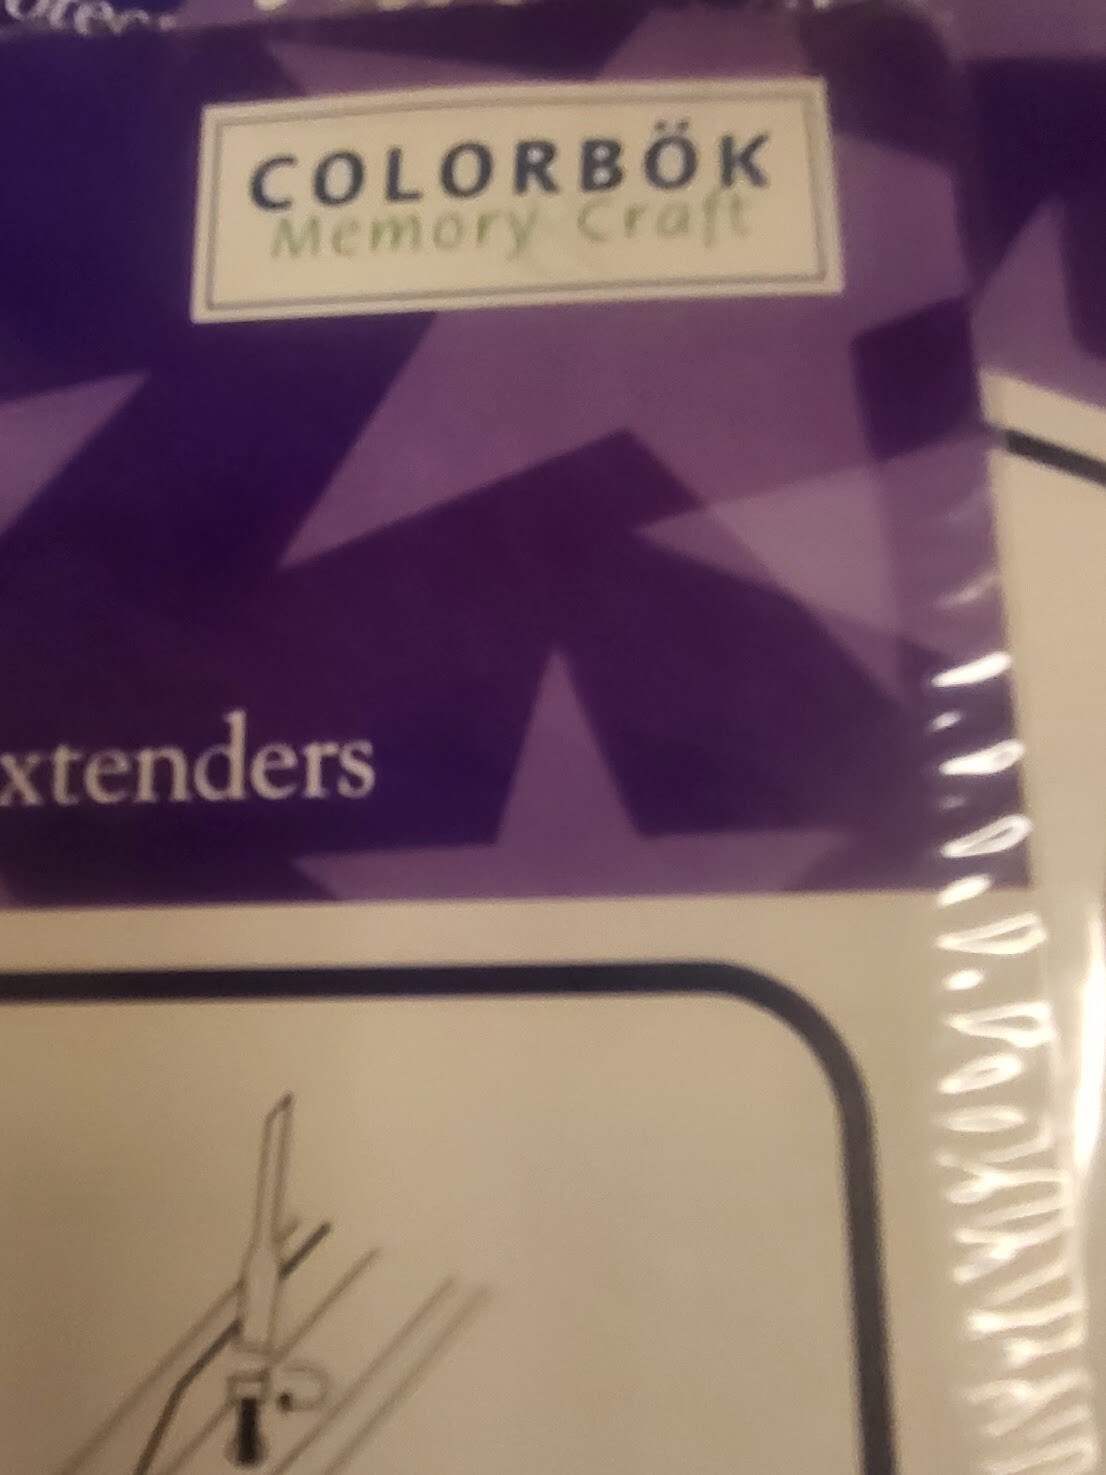 COLORBÖK
Memory Craft
xtenders